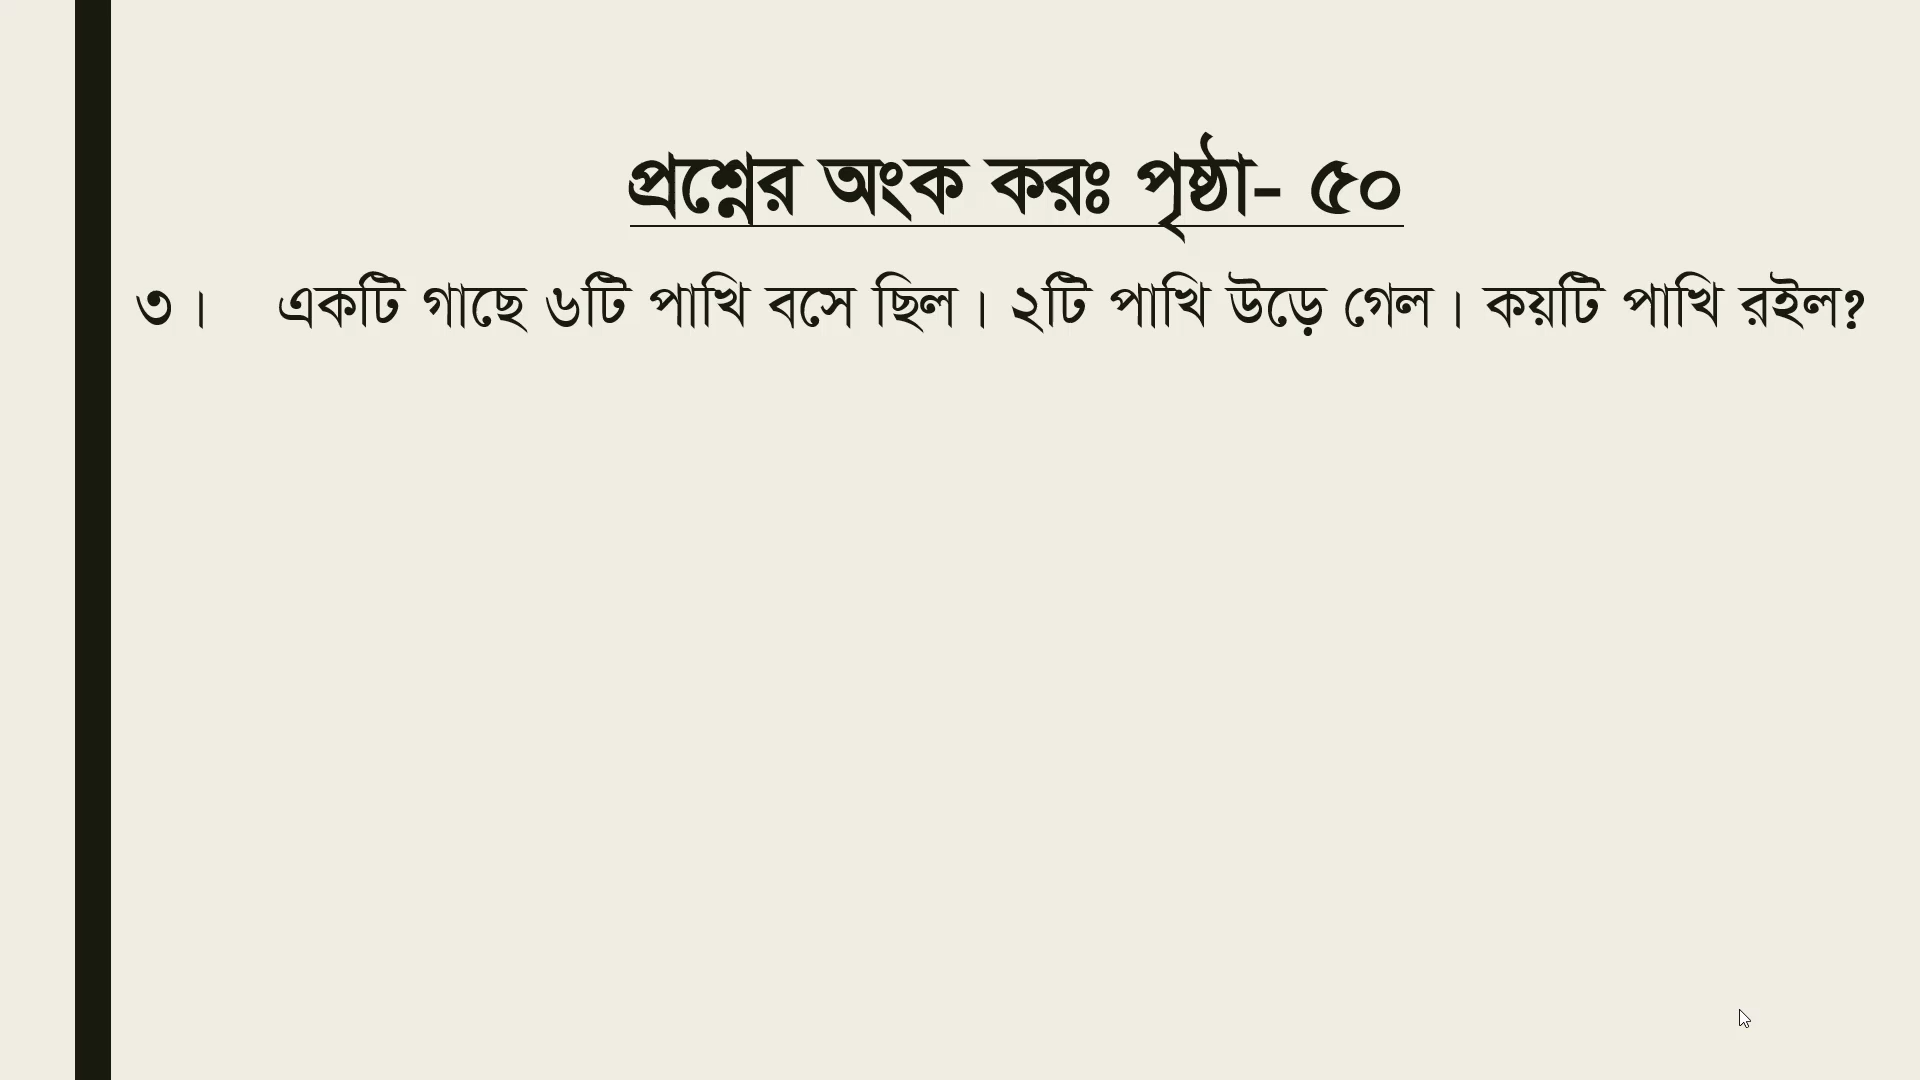 প্রশ্নের অংক করঃ পৃষ্ঠা- ৫০
৩। একটি গাছে ৬টি পাখি বসে ছিল। ২টি পাখি উড়ে গেল। কয়টি পাখি রইল?